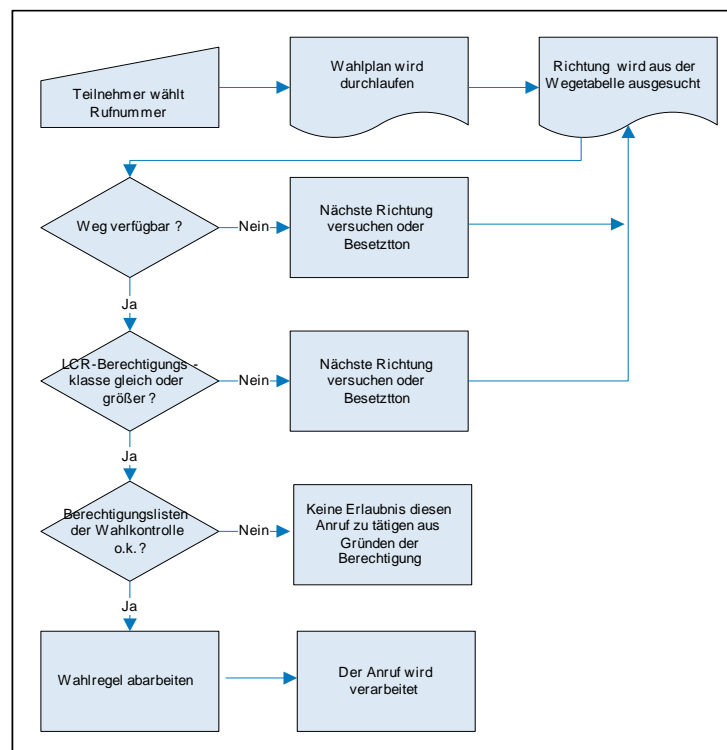 Teilnehmer wählt
Rufnummer
Wahlplan wird
durchlaufen
Richtung wird aus der
Wegetabelle ausgesucht
Weg verfügbar ?
Nein
Nächste Richtung
versuchen oder
Besetztton
Ja
LCR-Berechtigungs -
klasse gleich oder
größer ?
Nein
Nächste Richtung
versuchen oder
Besetztton
Ja
Berechtigungslisten
der Wahlkontrolle
o.k. ?
Nein
Keine Erlaubnis diesen
Anruf zu tätigen aus
Gründen der
Berechtigung
Ja
Wahlregel abarbeiten
Der Anruf wird
verarbeitet